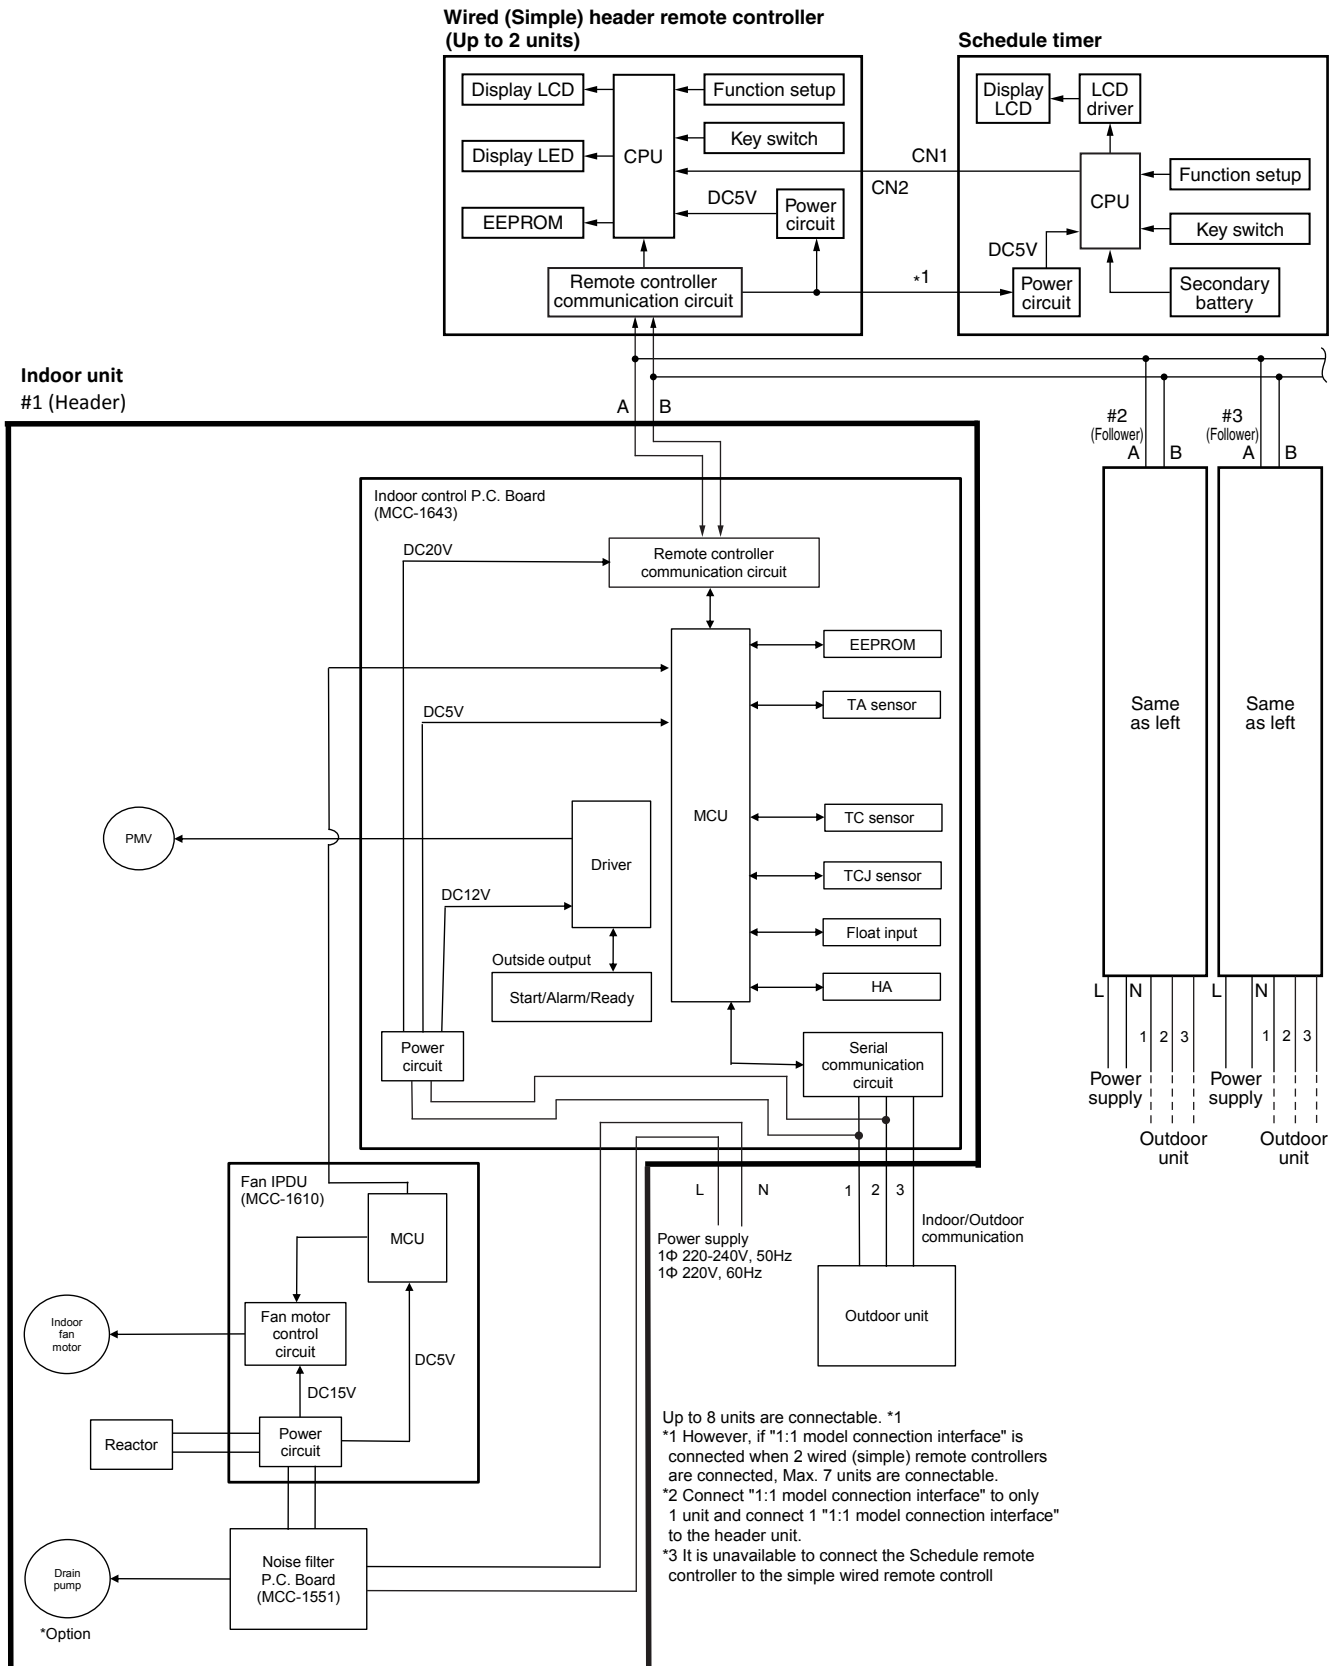 Wired (Simple) header remote controller
(Up to 2 units)
Display LCD
Display LED
EEPROM
CPU
Function setup
Key switch
DC5V
Power
circuit
Remote controller
communication circuit
CN1
CN2
*1
Schedule timer
Display
LCD
LCD
driver
CPU
Function setup
Key switch
DC5V
Power
circuit
Secondary
battery
Indoor unit
#1 (Header)
A
B
Indoor control P.C. Board
(MCC-1643)
DC20V
Remote controller
communication circuit
DC5V
MCU
EEPROM
TA sensor
TC sensor
TCJ sensor
Float input
HA
PMV
Driver
DC12V
Outside output
Start/Alarm/Ready
Power
circuit
Serial
communication
circuit
#2
(Follower)
A
B
Same
as left
L
N
1
2
3
Power
supply
Outdoor
unit
#3
(Follower)
A
B
Same
as left
L
N
1
2
3
Power
supply
Outdoor
unit
Fan IPDU
(MCC-1610)
MCU
Fan motor
control
circuit
DC5V
DC15V
Power
circuit
Indoor
fan
motor
Reactor
Noise filter
P.C. Board
(MCC-1551)
Drain
pump
*Option
L
N
Power supply
1Φ 220-240V, 50Hz
1Φ 220V, 60Hz
1
2
3
Indoor/Outdoor
communication
Outdoor unit
Up to 8 units are connectable. *1
*1 However, if "1:1 model connection interface" is
connected when 2 wired (simple) remote controllers
are connected, Max. 7 units are connectable.
*2 Connect "1:1 model connection interface" to only
1 unit and connect 1 "1:1 model connection interface"
to the header unit.
*3 It is unavailable to connect the Schedule remote
controller to the simple wired remote controll